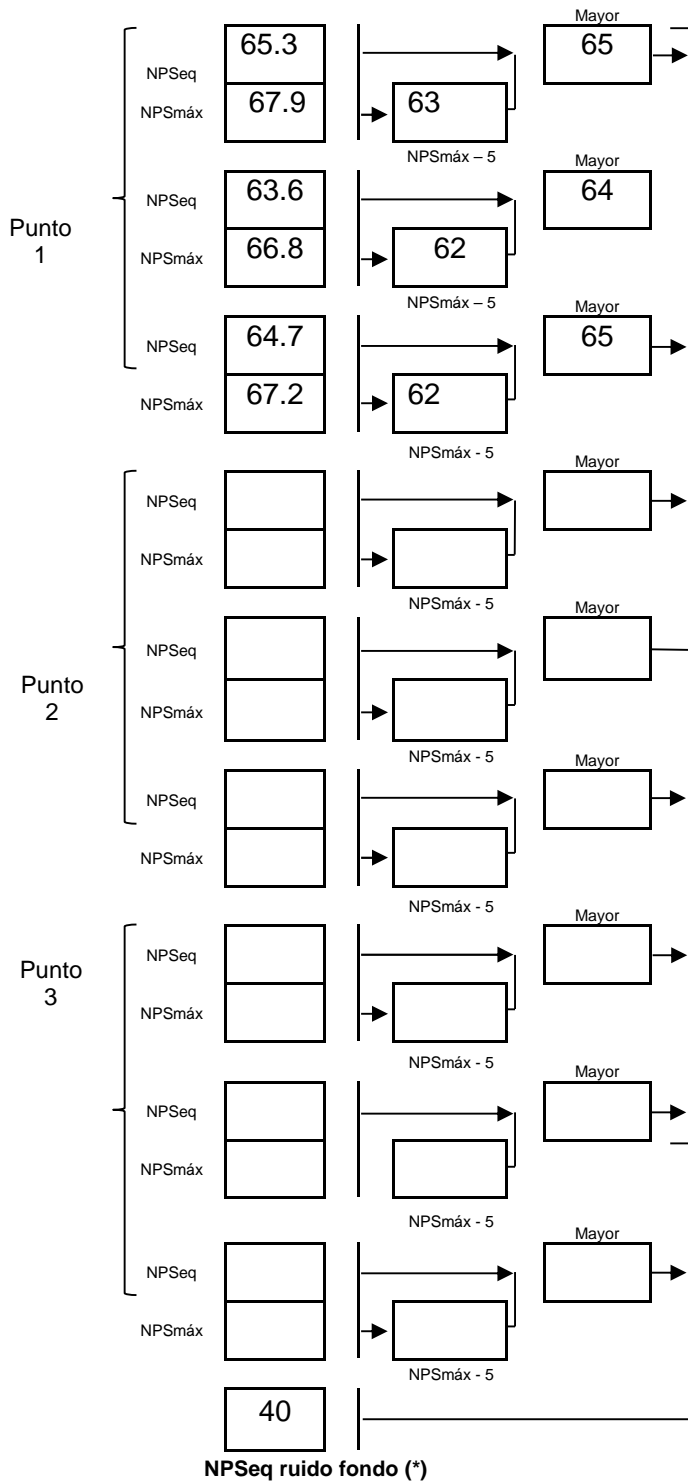 Mayor
65.3
65
NPSeq
NPSmáx
67.9
63
NPSmáx – 5
Mayor
63.6
64
NPSeq
Punto
1
NPSmáx
66.8
62
NPSmáx – 5
Mayor
64.7
65
NPSeq
NPSmáx
67.2
62
NPSmáx - 5
Mayor
NPSeq
NPSmáx
NPSmáx - 5
Mayor
NPSeq
Punto
2
NPSmáx
NPSmáx - 5
Mayor
NPSeq
NPSmáx
NPSmáx - 5
Mayor
NPSeq
Punto
3
NPSmáx
NPSmáx - 5
Mayor
NPSeq
NPSmáx
NPSmáx - 5
Mayor
NPSeq
NPSmáx
NPSmáx - 5
40
NPSeq ruido fondo (*)